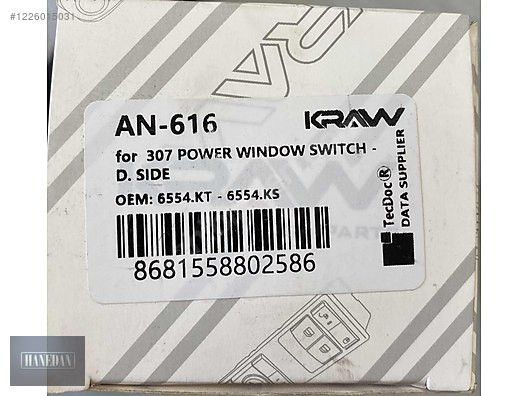 #1226015031
AN-616
KRAW
for 307 POWER WINDOW SWITCH -
D. SIDE
OEM: 6554.KT - 6554.KS
8681558802586
TecDoc®
DATA SUPPLIER
HANEDAN